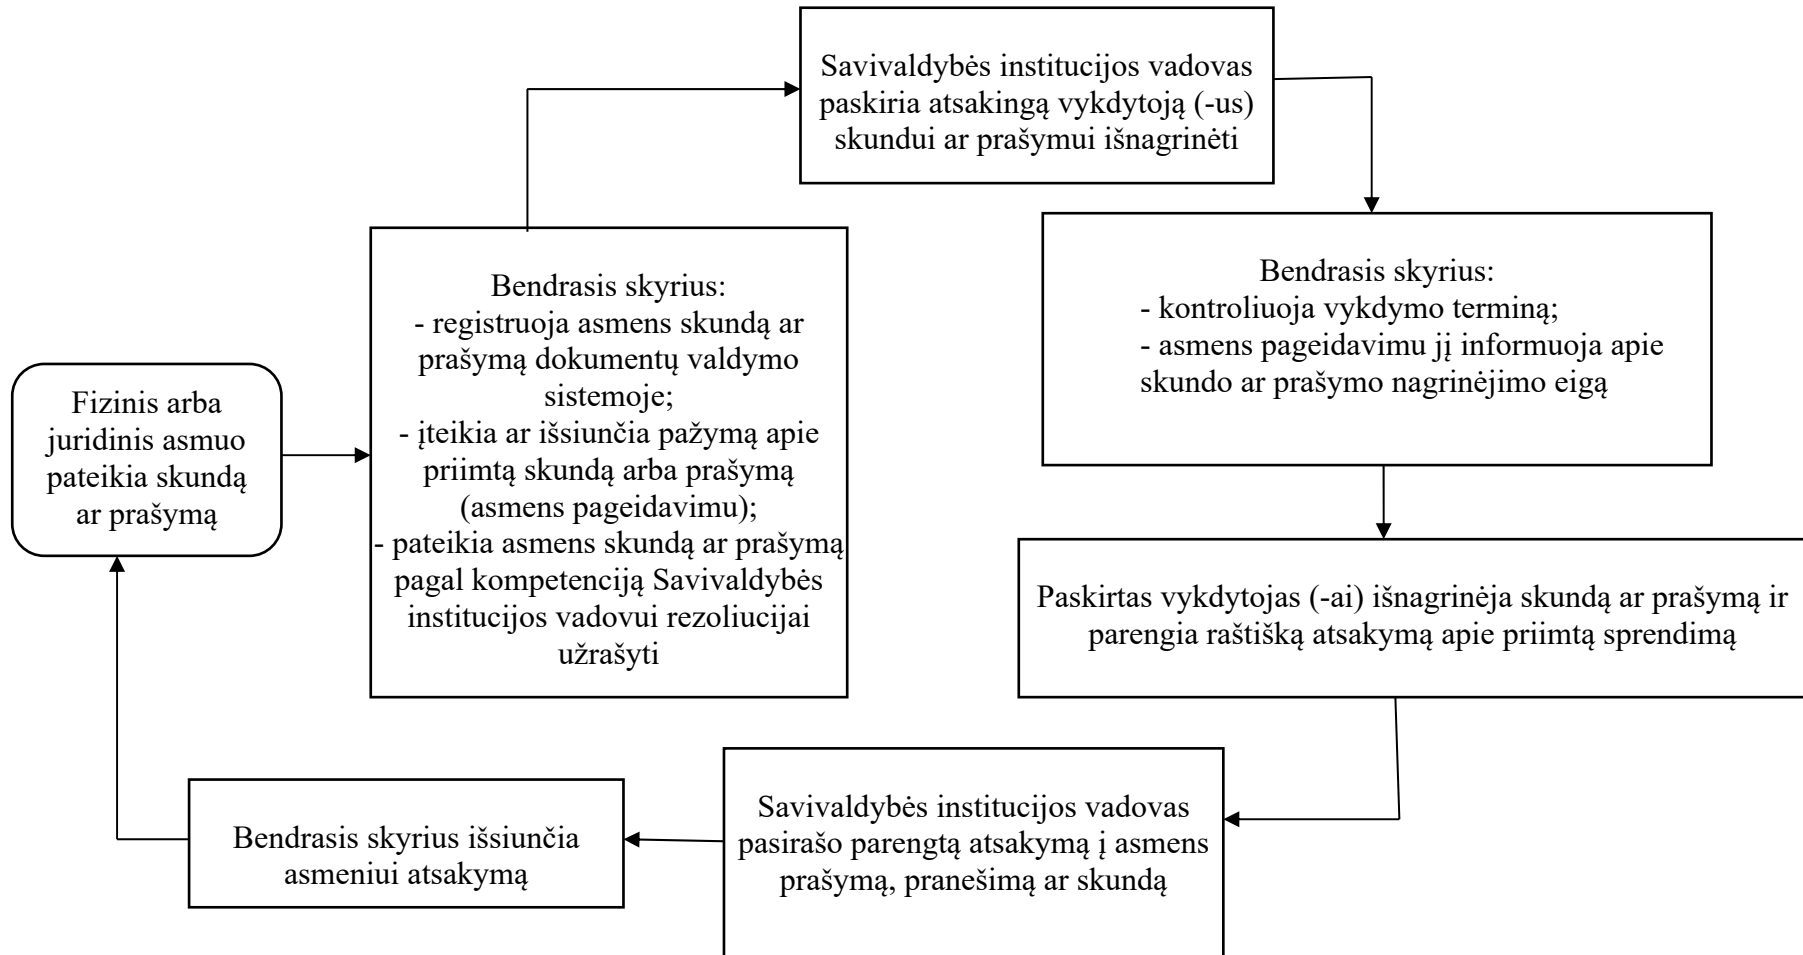 Fizinis arba
juridinis asmuo
pateikia skundą
ar prašymą
Bendrasis skyrius:
- registruoja asmens skundą ar
prašymą dokumentų valdymo
sistemoje;
- įteikia ar išsiunčia pažymą apie
priimtą skundą arba prašymą
(asmens pageidavimu);
- pateikia asmens skundą ar prašymą
pagal kompetenciją Savivaldybės
institucijos vadovui rezoliucijai
užrašyti
Savivaldybės institucijos vadovas
paskiria atsakingą vykdytoją (-us)
skundui ar prašymui išnagrinėti
Bendrasis skyrius:
- kontroliuoja vykdymo terminą;
- asmens pageidavimu jį informuoja apie
skundo ar prašymo nagrinėjimo eigą
Paskirtas vykdytojas (-ai) išnagrinėja skundą ar prašymą ir
parengia raštišką atsakymą apie priimtą sprendimą
Savivaldybės institucijos vadovas
pasirašo parengtą atsakymą į asmens
prašymą, pranešimą ar skundą
Bendrasis skyrius išsiunčia
asmeniui atsakymą